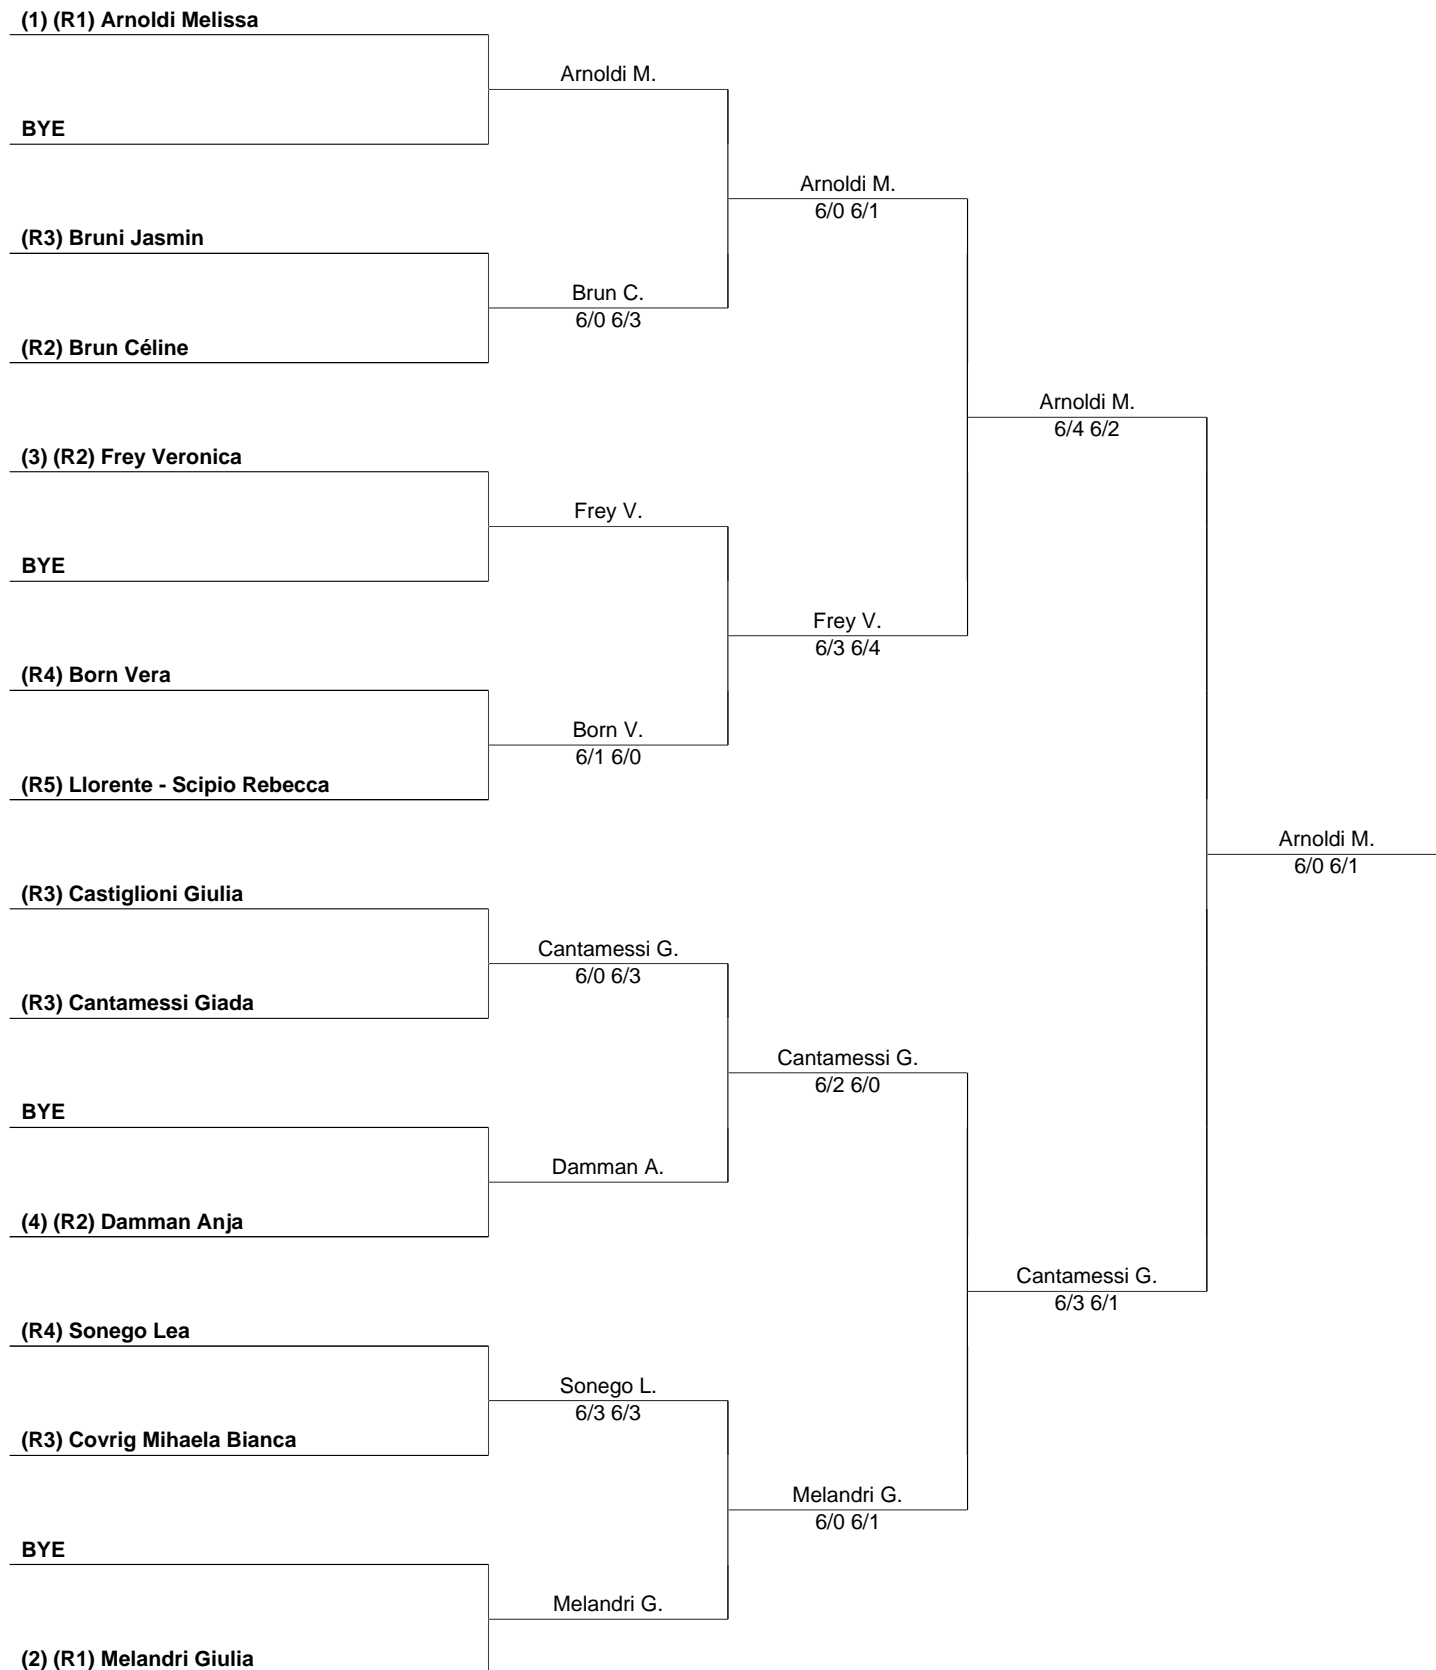 (1) (R1) Arnoldi Melissa
Arnoldi M.
BYE
Arnoldi M.
6/0 6/1
(R3) Bruni Jasmin
Brun C.
6/0 6/3
(R2) Brun Céline
Arnoldi M.
6/4 6/2
(3) (R2) Frey Veronica
Frey V.
BYE
Frey V.
6/3 6/4
(R4) Born Vera
Born V.
6/1 6/0
(R5) Llorente - Scipio Rebecca
Arnoldi M.
6/0 6/1
(R3) Castiglioni Giulia
Cantamessi G.
6/0 6/3
(R3) Cantamessi Giada
Cantamessi G.
6/2 6/0
BYE
Damman A.
(4) (R2) Damman Anja
Cantamessi G.
6/3 6/1
(R4) Sonego Lea
Sonego L.
6/3 6/3
(R3) Covrig Mihaela Bianca
Melandri G.
6/0 6/1
BYE
Melandri G.
(2) (R1) Melandri Giulia